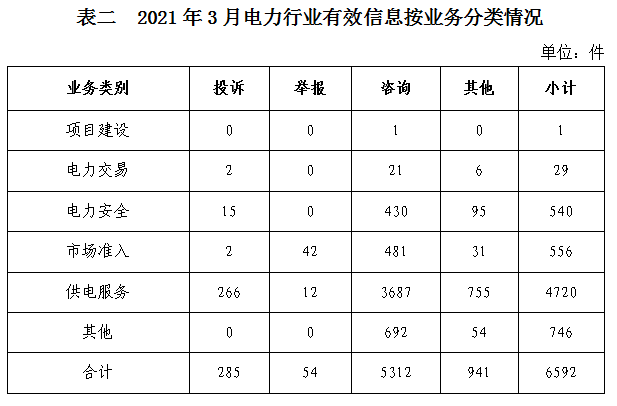 表二 2021 年 3 月电力行业有效信息按业务分类情况
单位：件
业务类别 投诉 举报 咨询 其他 小计
项目建设 0 0 1 0 1
电力交易 2 0 21 6 29
电力安全 15 0 430 95 540
市场准入 2 42 481 31 556
供电服务 266 12 3687 755 4720
其他 0 0 692 54 746
合计 285 54 5312 941 6592